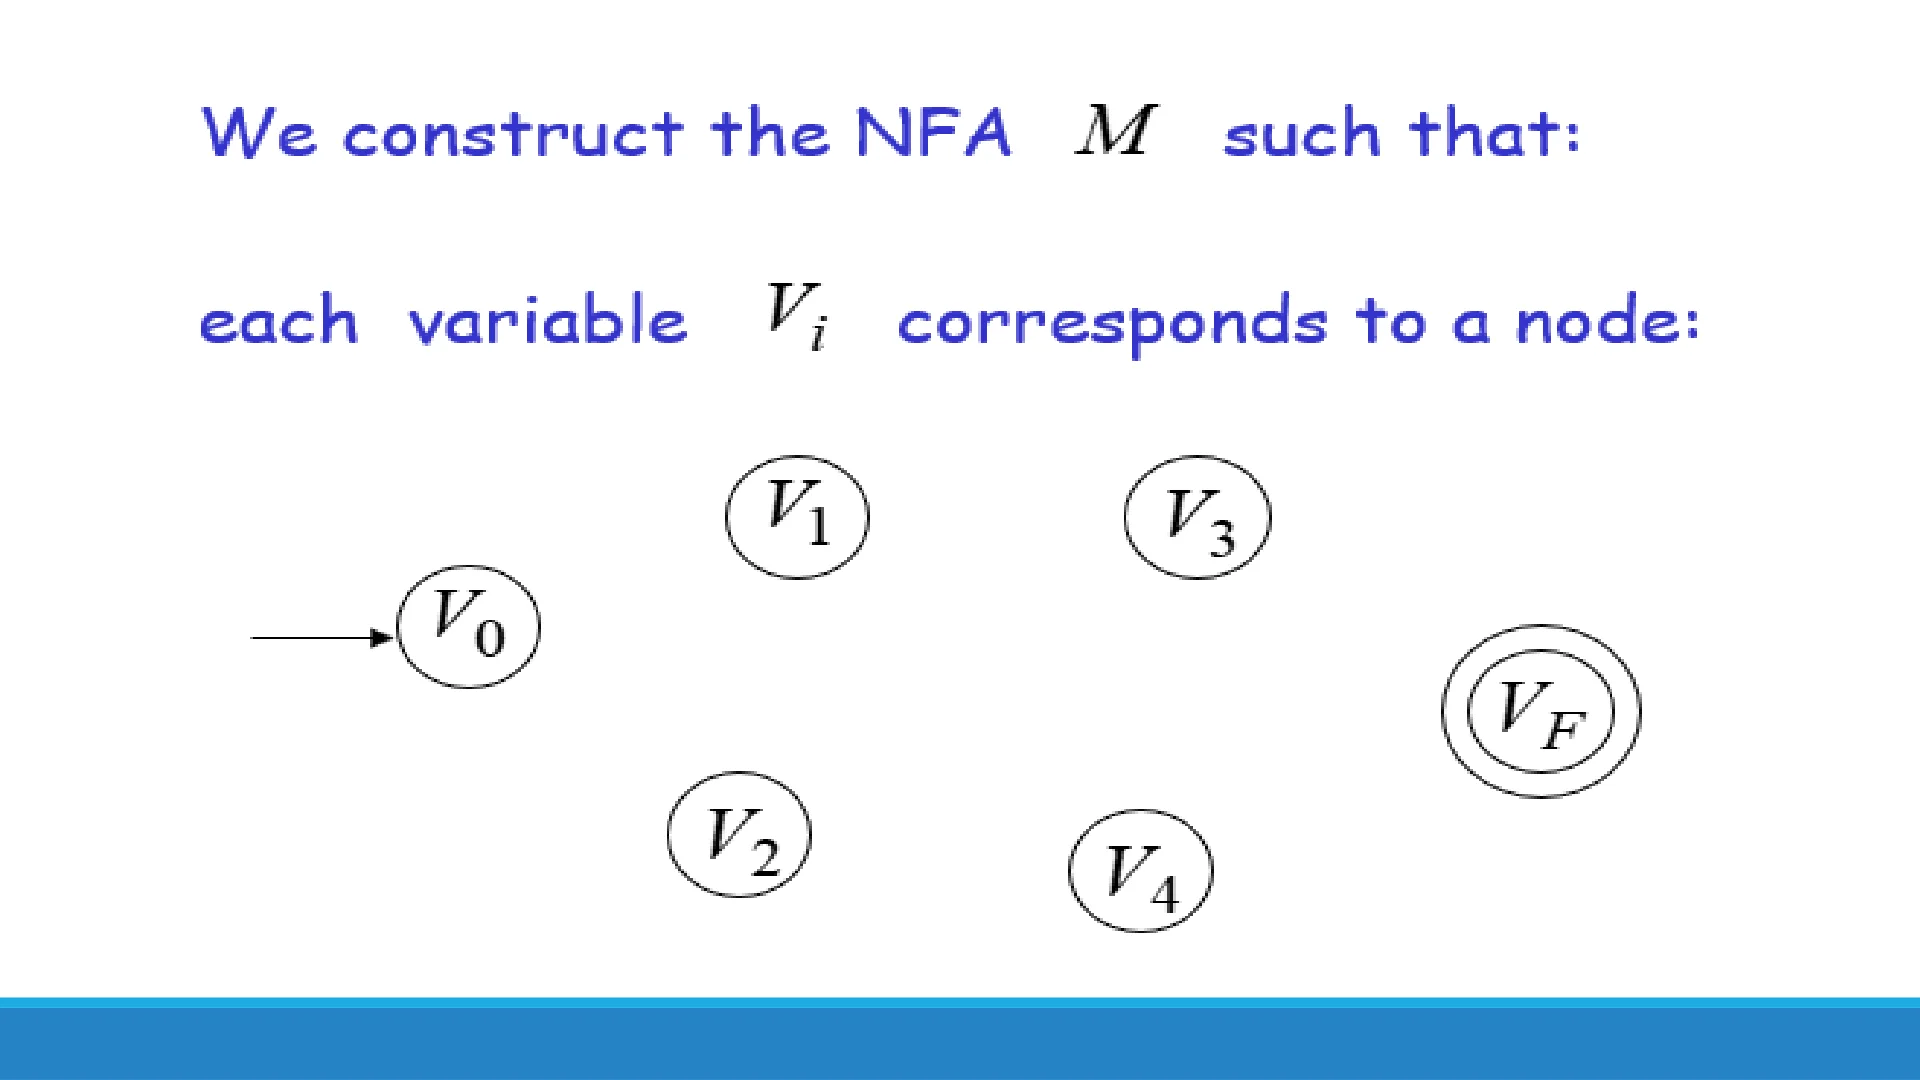 We construct the NFA M such that:
each variable V_i corresponds to a node:
V_1 V_3
V_0
V_F
V_2 V_4